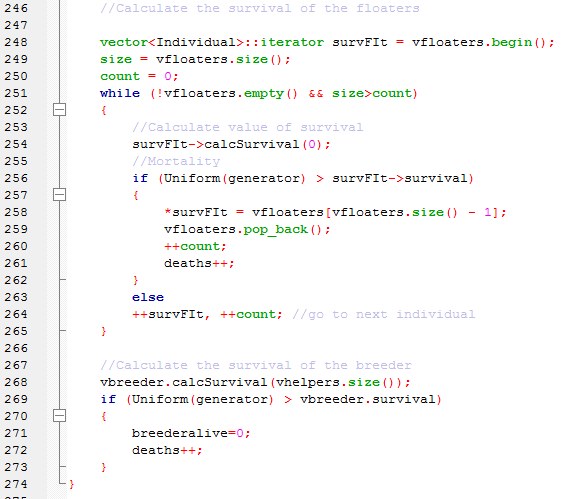 246 //Calculate the survival of the floaters
247
248 vector<Individual>::iterator survFIt = vfloaters.begin();
249 size = vfloaters.size();
250 count = 0;
251 while (!vfloaters.empty() && size>count)
252 {
253 //Calculate value of survival
254 survFIt->calcSurvival(0);
255 //Mortality
256 if (Uniform(generator) > survFIt->survival)
257 {
258 *survFIt = vfloaters[vfloaters.size() - 1];
259 vfloaters.pop_back();
260 ++count;
261 deaths++;
262 }
263 else
264 ++survFIt, ++count; //go to next individual
265 }
266
267 //Calculate the survival of the breeder
268 vbreeder.calcSurvival(vhelpers.size());
269 if (Uniform(generator) > vbreeder.survival)
270 {
271 breederalive=0;
272 deaths++;
273 }
274 }